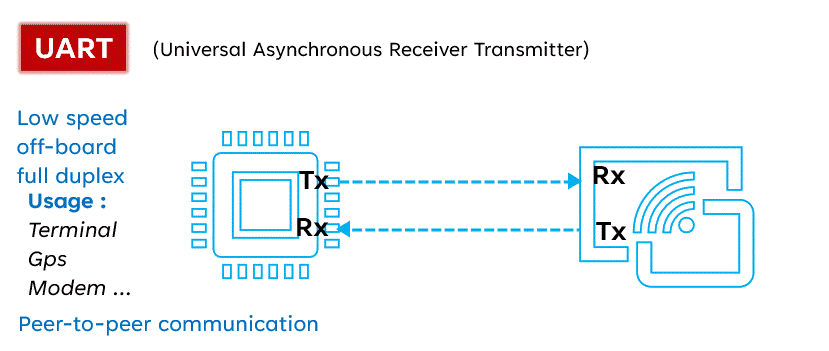 UART (Universal Asynchronous Receiver Transmitter)
Low speed
off-board
full duplex
Usage :
Terminal
Gps
Modem ...
Tx
Rx
Rx
Tx
Peer-to-peer communication